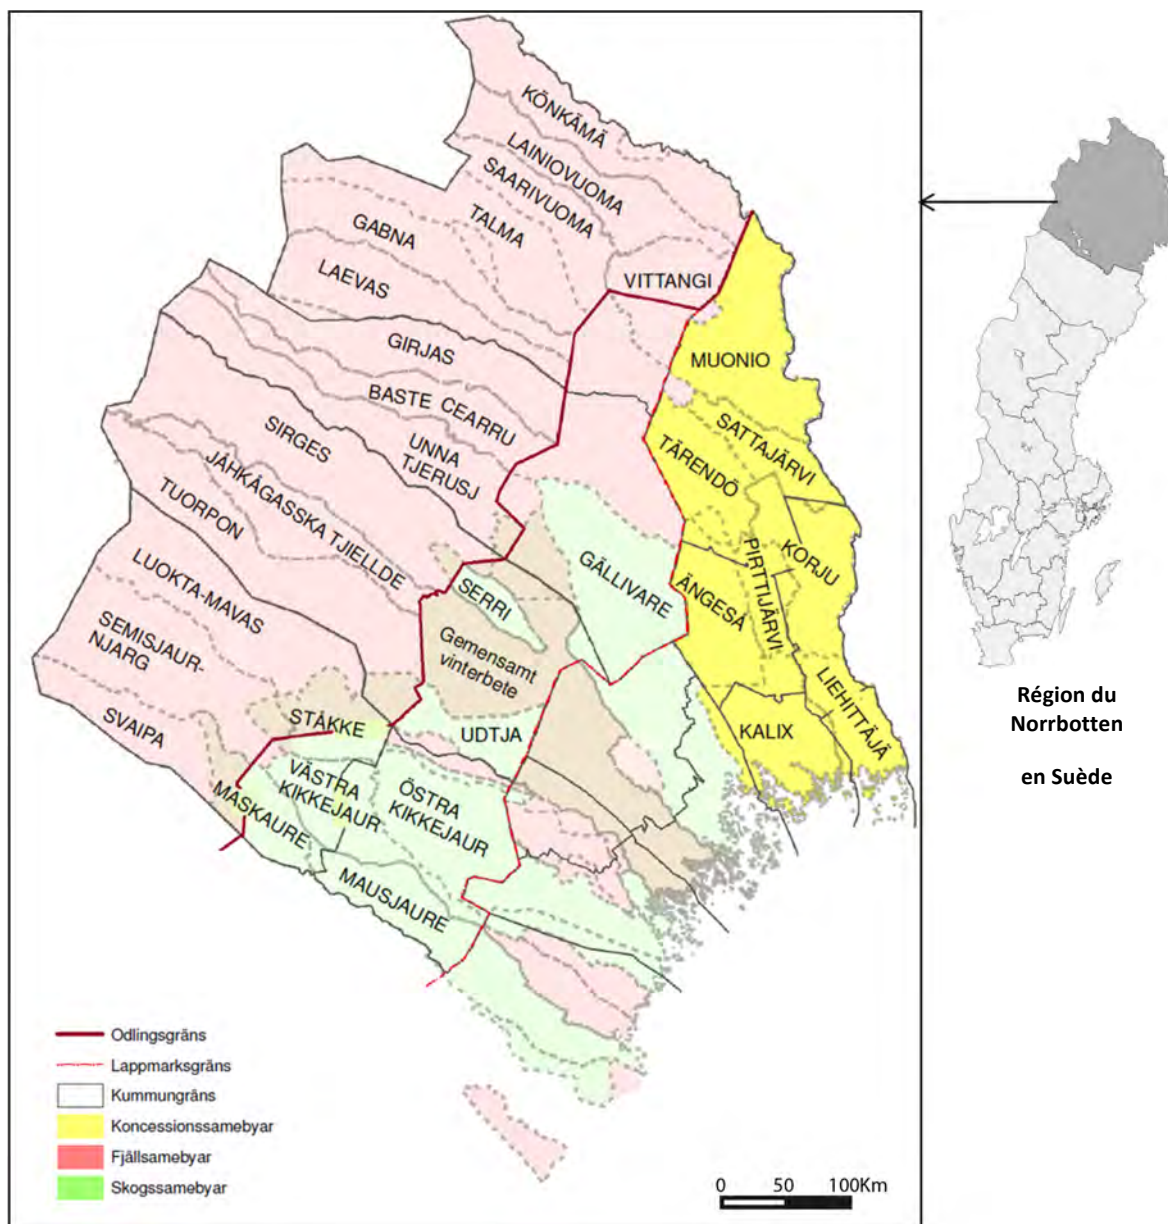 KÖNKÄMÄ
LAINIOVUOMA
SAARIVUOMA
TALMA
GABNA
LAEVAS
VITTANGI
GIRJAS
MUONIO
BASTE CEARRU
SATTAJÄRVI
UNNA
TJERUSJ
SIRGES
TÄRENDÖ
JÅHKÅGASSKA TJIELLDE
TUORPON
KORJU
PIRTTIJÄRVI
GÄLLIVARE
ÄNGESÅ
SERRI
LUOKTA-MAVAS
Gemensamt
vinterbete
SEMISJAUR-
NJARG
LIEHITTÄJÄ
STÅKKE
UDTJA
KALIX
SVAIPA
VÄSTRA
KIKKEJAUR
ÖSTRA
KIKKEJAUR
MASKAURE
MAUSJAURE
Odlingsgräns
Lappmarksgräns
Kummungräns
Koncessionssamebyar
Fjällsamebyar
Skogssamebyar
0 50 100Km
Région du
Norrbotten
en Suède